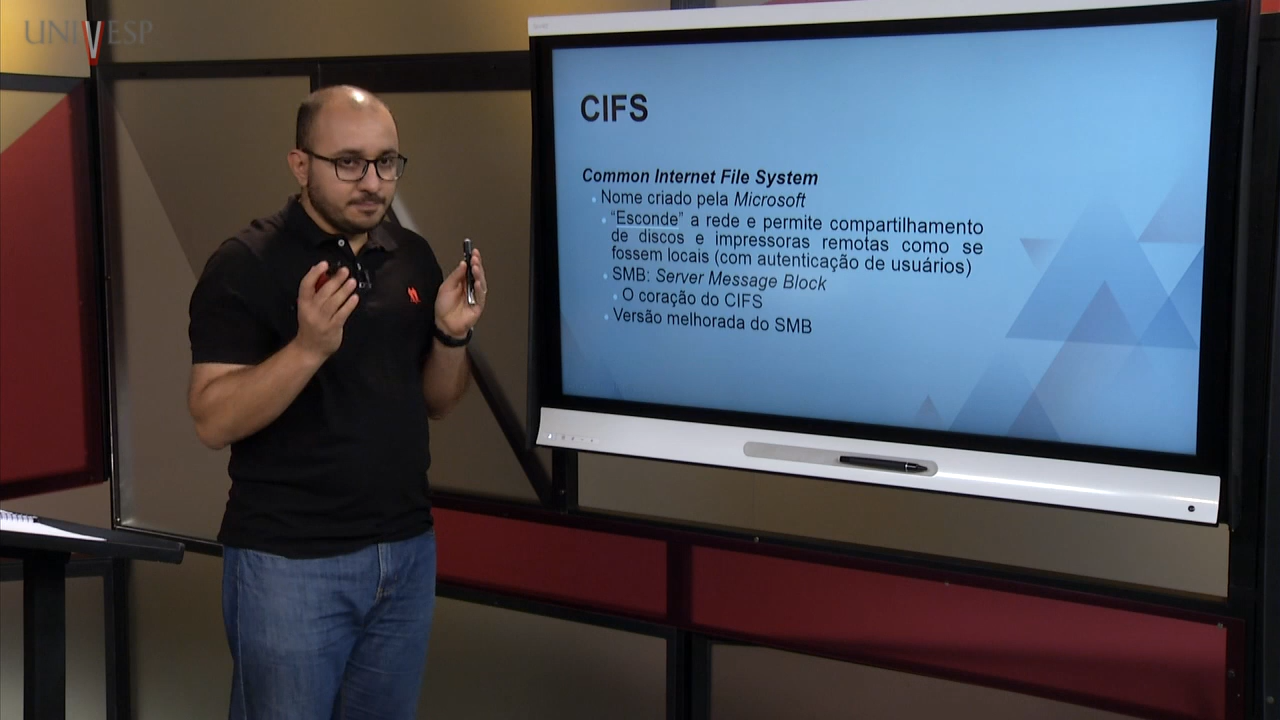 UNIVESP
CIFS
Common Internet File System
Nome criado pela Microsoft
“Esconde” a rede e permite compartilhamento
de discos e impressoras remotas como se
fossem locais (com autenticação de usuários)
SMB: Server Message Block
O coração do CIFS
Versão melhorada do SMB